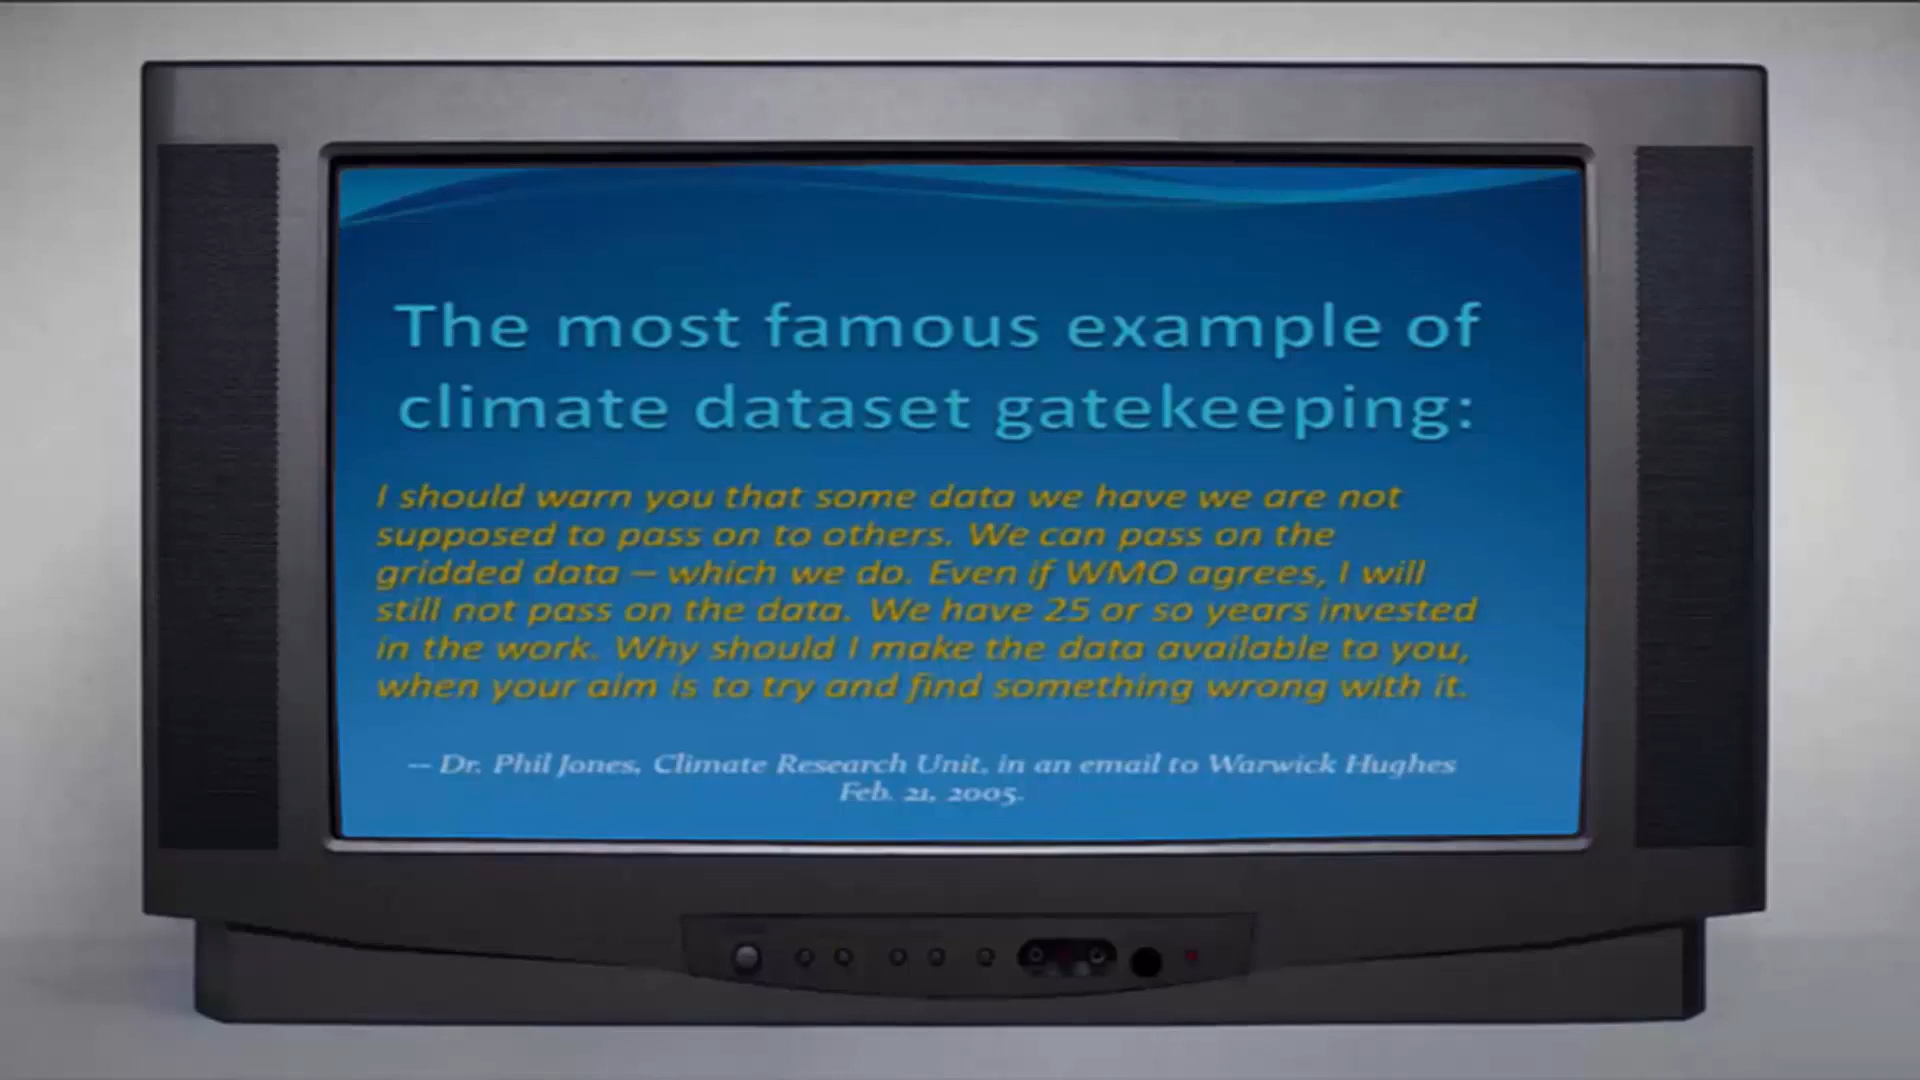 The most famous example of
climate dataset gatekeeping:
I should warn you that some data we have we are not
supposed to pass on to others. We can pass on the
gridded data – which we do. Even if WMO agrees, I will
still not pass on the data. We have 25 or so years invested
in the work. Why should I make the data available to you,
when your aim is to try and find something wrong with it.
-- Dr. Phil Jones, Climate Research Unit, in an email to Warwick Hughes
Feb. 21, 2005.